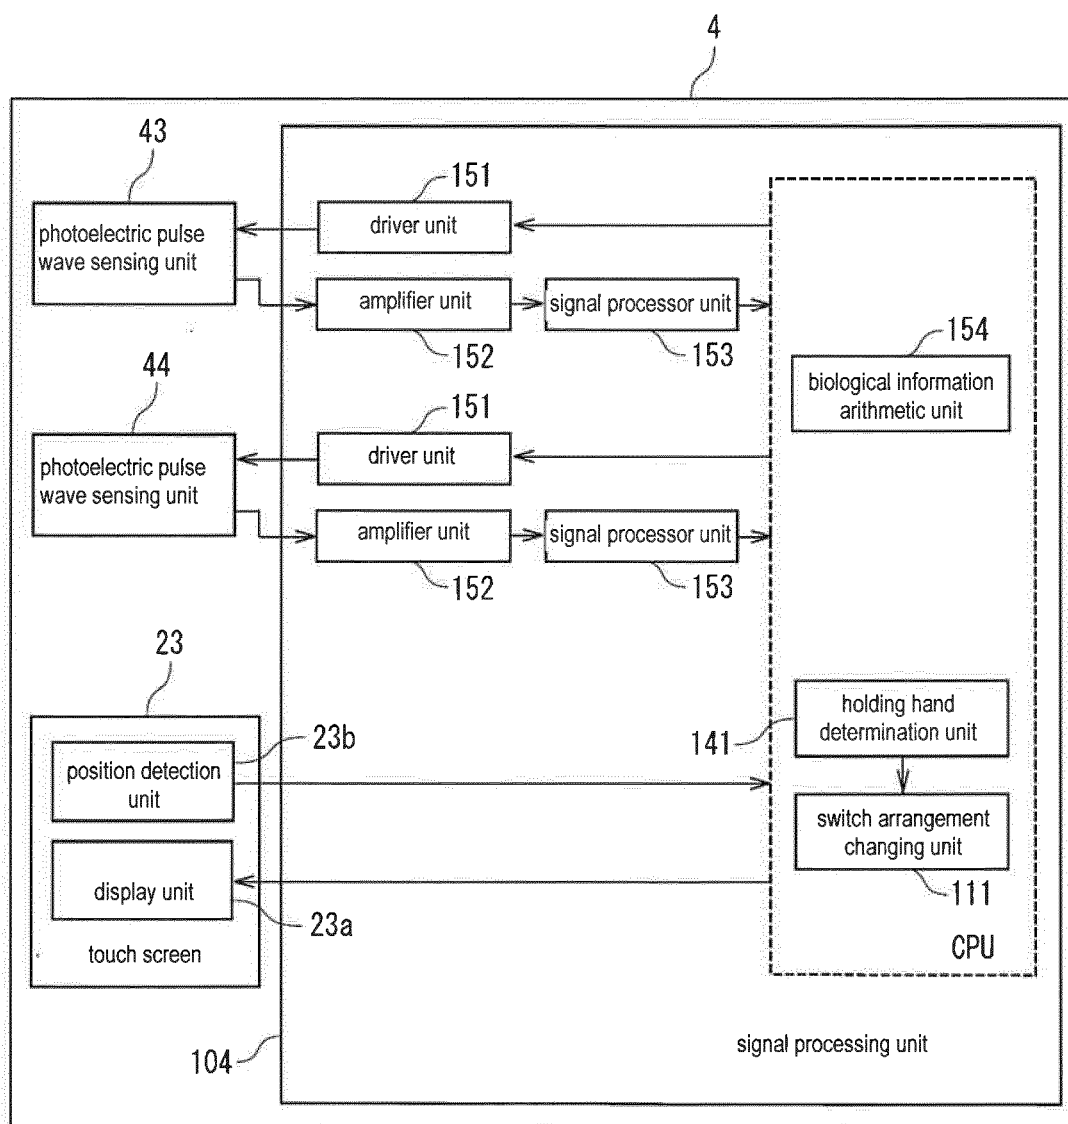 4
43
photoelectric pulse
wave sensing unit
151
driver unit
amplifier unit
152
signal processor unit
153
154
biological information
arithmetic unit
44
photoelectric pulse
wave sensing unit
151
driver unit
amplifier unit
152
signal processor unit
153
23
position detection
unit
23b
display unit
23a
touch screen
141
holding hand
determination unit
switch arrangement
changing unit
111
CPU
104
signal processing unit